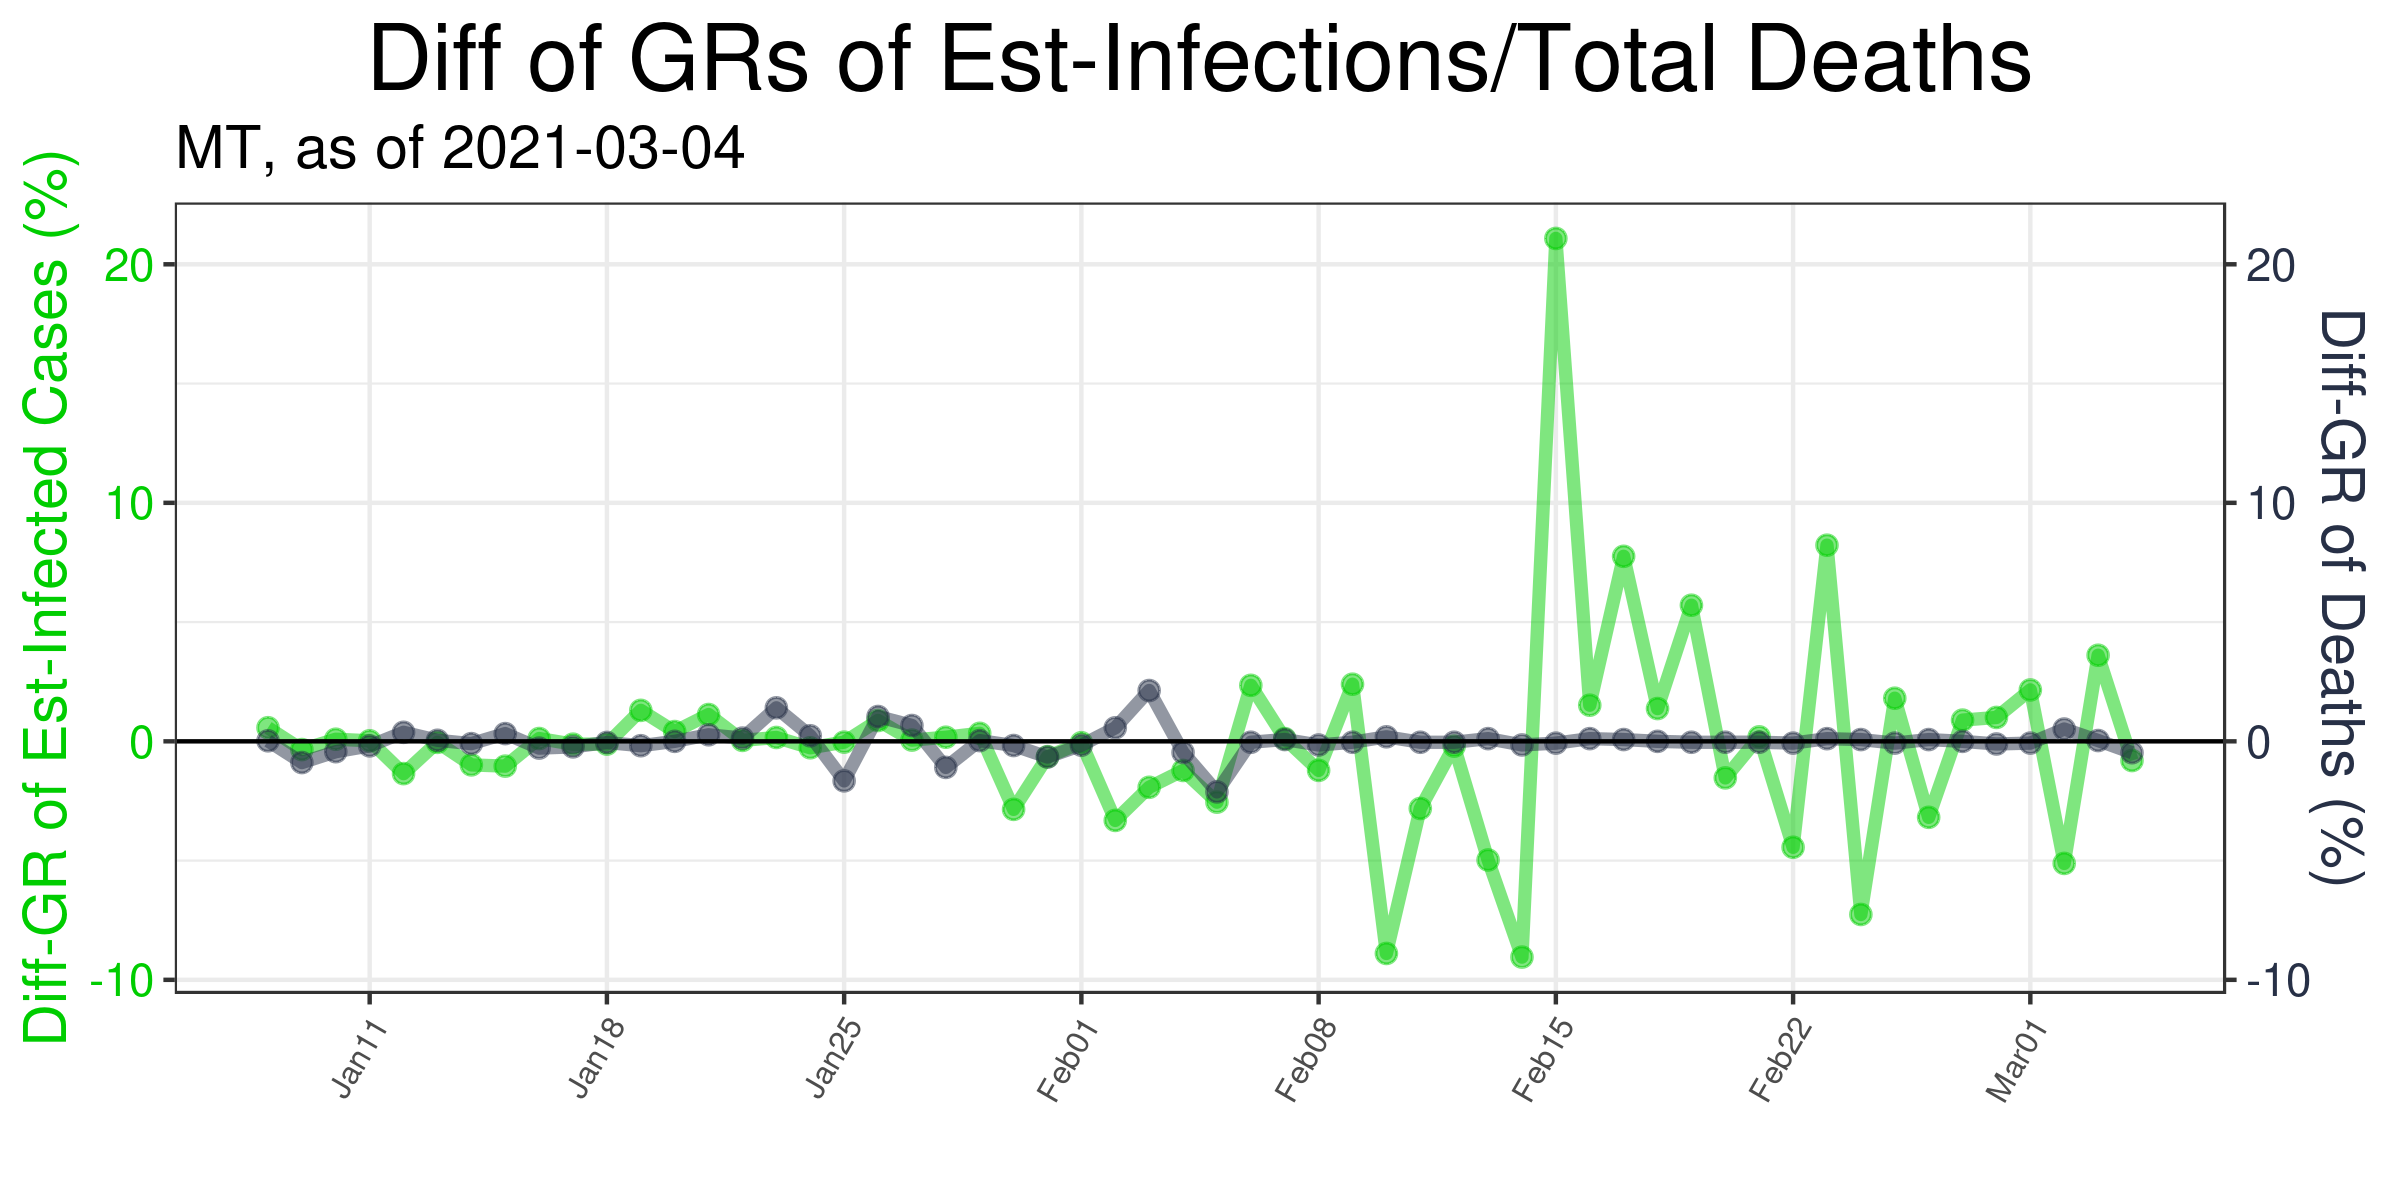 Diff of GRs of Est-Infections/Total Deaths
MT, as of 2021-03-04
Diff-GR of Est-Infected Cases (%)
20
10
0
-10
20
10
0
-10
Diff-GR of Deaths (%)
Jan11
Jan18
Jan25
Feb01
Feb08
Feb15
Feb22
Mar01